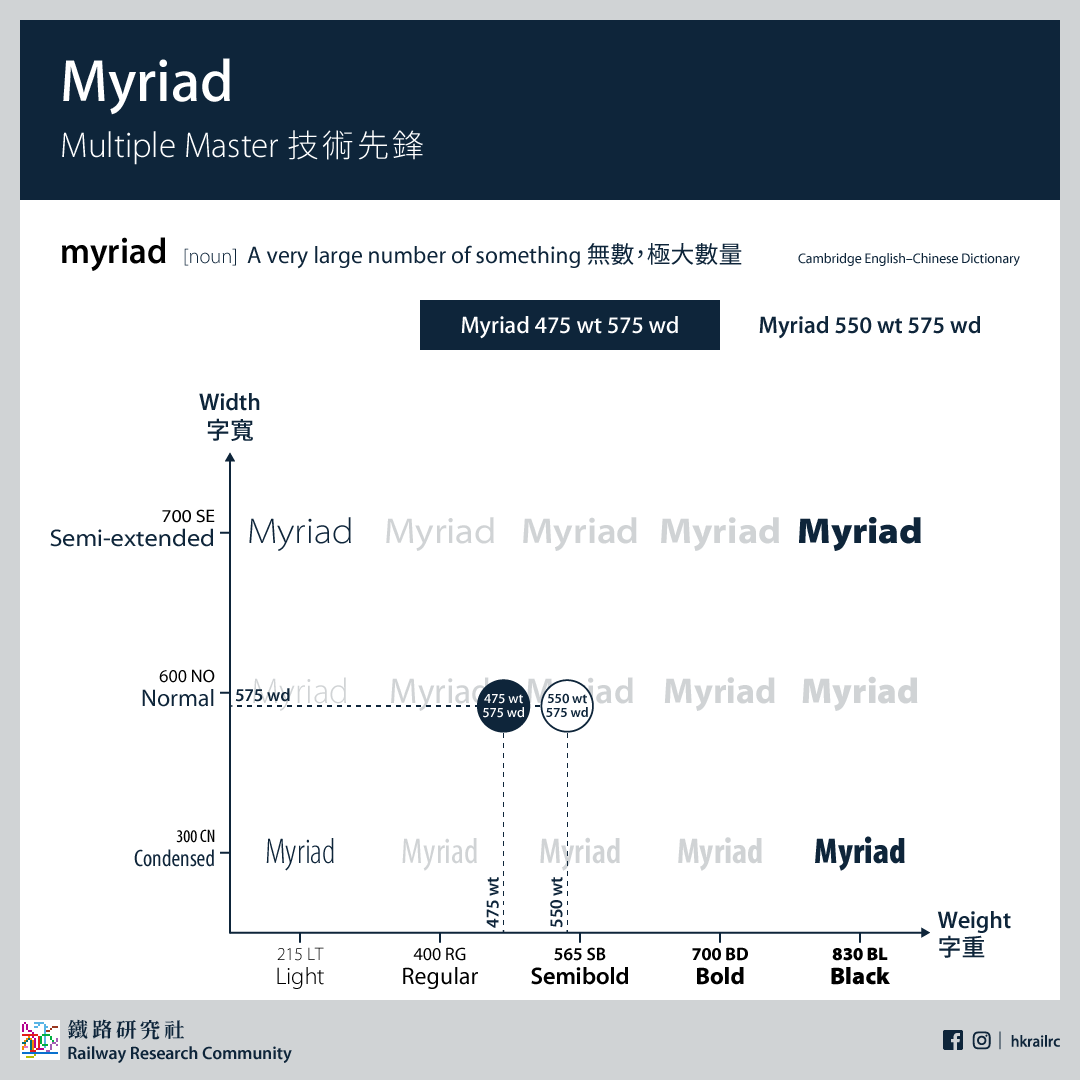 Myriad
Multiple Master 技術先鋒
myriad [noun] A very large number of something 無數，極大數量 Cambridge English–Chinese Dictionary
Myriad 475 wt 575 wd Myriad 550 wt 575 wd
Width
字寬
700 SE
Semi-extended
Myriad Myriad Myriad Myriad Myriad
600 NO
Normal
575 wd
Myriad Myriad Myriad Myriad Myriad
475 wt
575 wd
550 wt
575 wd
300 CN
Condensed
Myriad Myriad Myriad Myriad Myriad
475 wt
550 wt
Weight
字重
215 LT
Light
400 RG
Regular
565 SB
Semibold
700 BD
Bold
830 BL
Black
鐵路研究社
Railway Research Community
hkrailrc